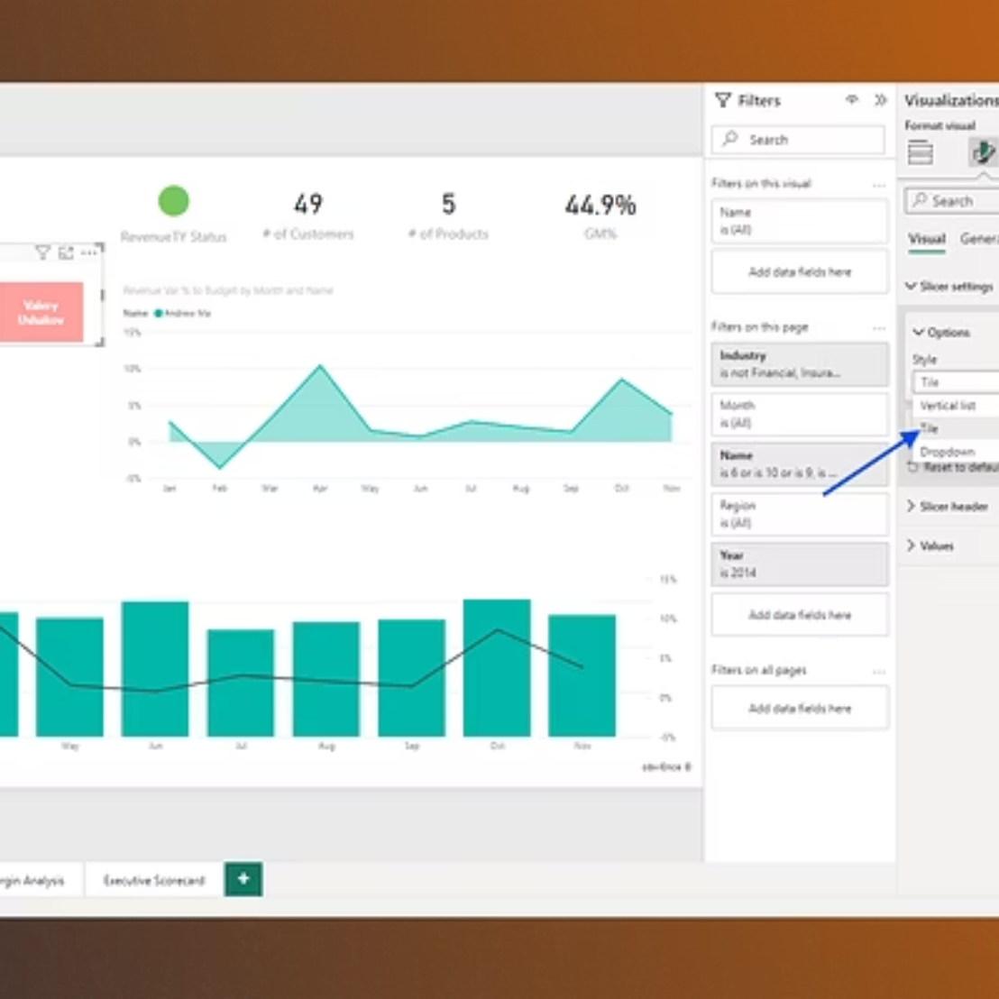 49
5
44.9%
RevenueTY Status
# of Customers
# of Products
GM%
Valery
Ushakov
Revenue Var % to Budget by Month and Name
Name
Andrew Ma
15%
10%
5%
0%
-5%
Jan
Feb
Mar
Apr
May
Jun
Jul
Aug
Sep
Oct
Nov
15%
10%
5%
0%
-5%
May
Jun
Jul
Aug
Sep
Oct
Nov
obviEnce ©
rgin Analysis
Executive Scorecard
+
Filters
Search
Filters on this visual
...
Name
is (All)
Add data fields here
Filters on this page
...
Industry
is not Financial, Insura...
Month
is (All)
Name
is 6 or is 10 or is 9, is ...
Region
is (All)
Year
is 2014
Add data fields here
Filters on all pages
...
Add data fields here
Visualizations
Format visual
Search
Visual
Genera
Slicer settings
Options
Style
Tile
Vertical list
Tile
Dropdown
Reset to defau
Slicer header
Values